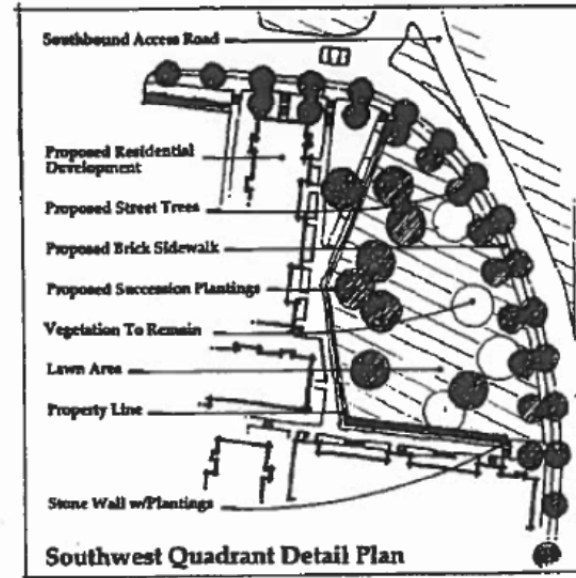 Southbound Access Road
Proposed Residential
Development
Proposed Street Trees
Proposed Brick Sidewalk
Proposed Succession Plantings
Vegetation To Remain
Lawn Area
Property Line
Stone Wall w/Plantings
Southwest Quadrant Detail Plan